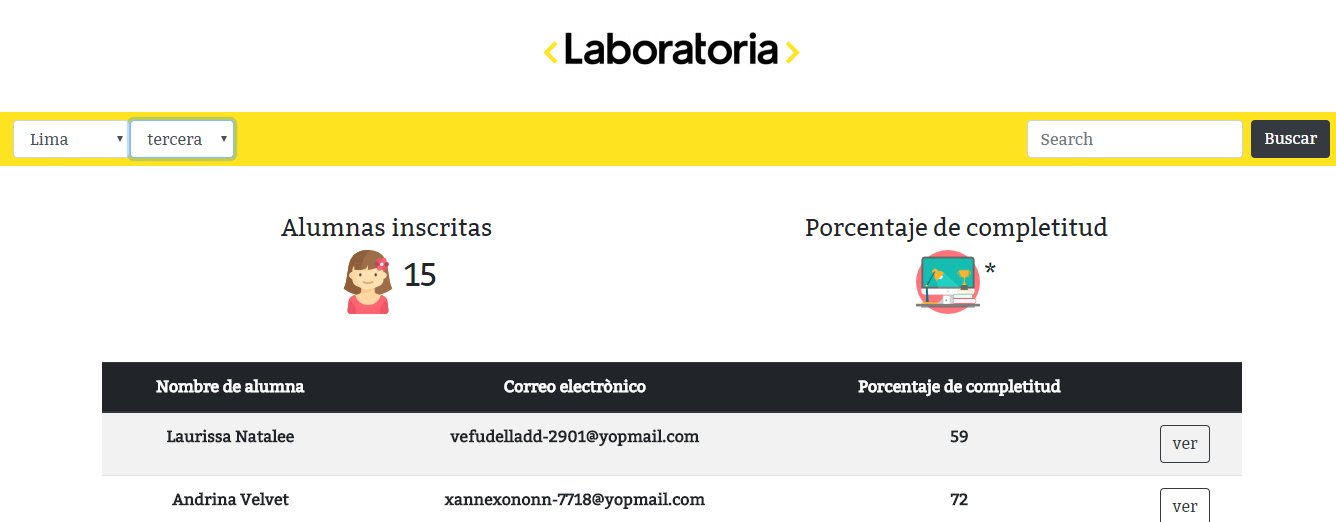 <Laboratoria>
Lima tercera Search Buscar
Alumnas inscritas Porcentaje de completitud
15 *
Nombre de alumna Correo electrònico Porcentaje de completitud
Laurissa Natalee vefudelladd-2901@yopmail.com 59 ver
Andrina Velvet xannexononn-7718@yopmail.com 72 ver